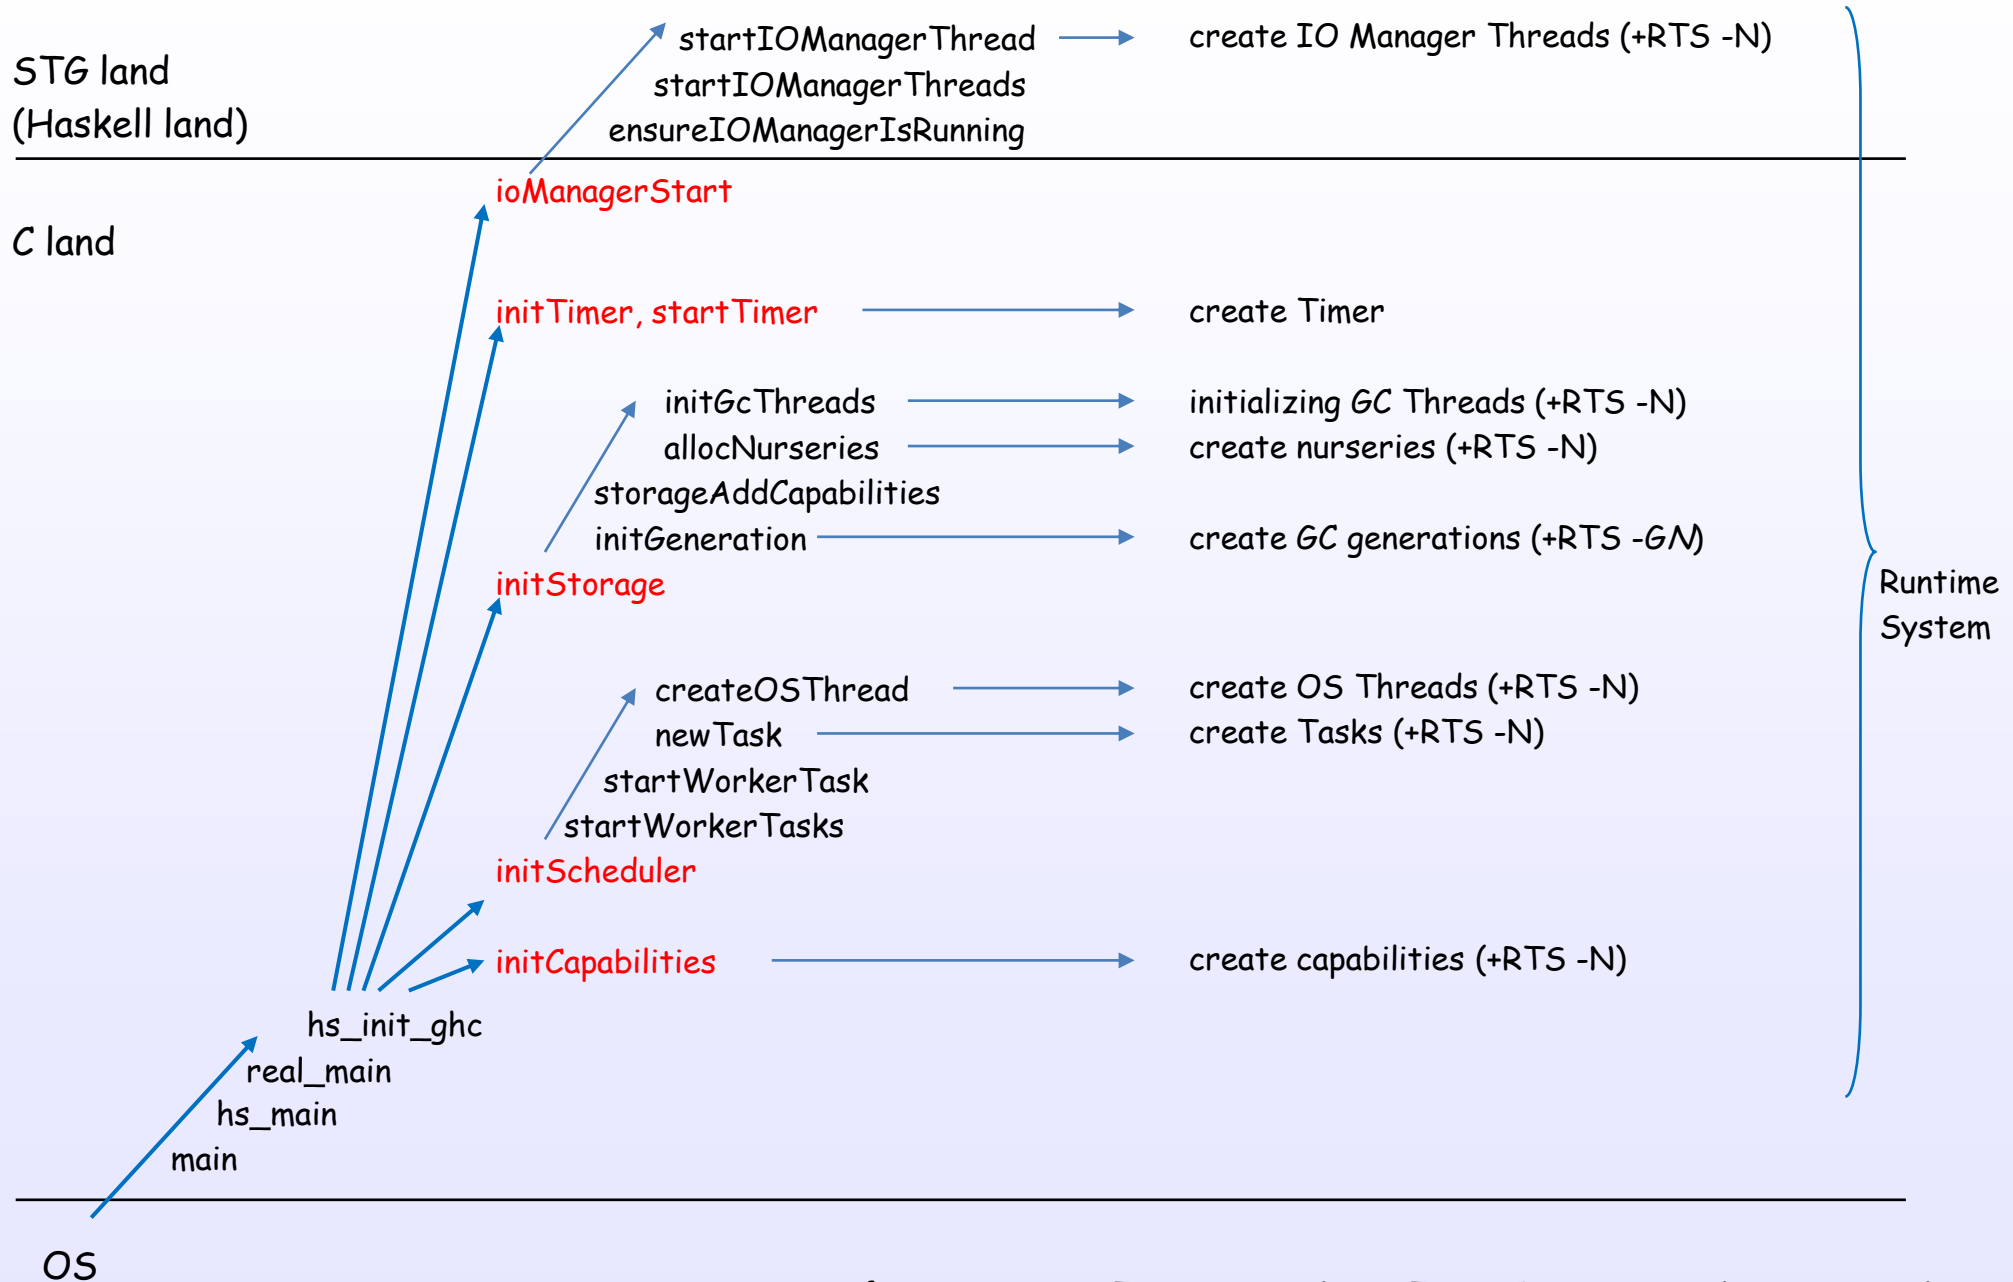 startIOManagerThread
create IO Manager Threads (+RTS -N)
STG land
(Haskell land)
startIOManagerThreads
ensureIOManagerIsRunning
ioManagerStart
C land
initTimer, startTimer
create Timer
initGcThreads
initializing GC Threads (+RTS -N)
allocNurseries
create nurseries (+RTS -N)
storageAddCapabilities
initGeneration
create GC generations (+RTS -GN)
initStorage
Runtime
System
createOSThread
create OS Threads (+RTS -N)
newTask
create Tasks (+RTS -N)
startWorkerTask
startWorkerTasks
initScheduler
initCapabilities
create capabilities (+RTS -N)
hs_init_ghc
real_main
hs_main
main
OS